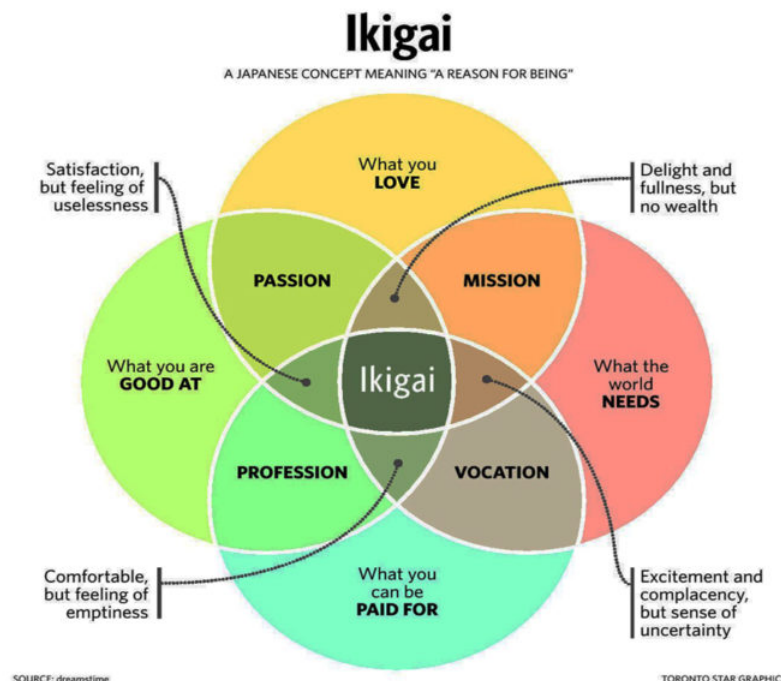 Ikigai
A JAPANESE CONCEPT MEANING “A REASON FOR BEING”
Satisfaction,
but feeling of
uselessness
What you
LOVE
Delight and
fullness, but
no wealth
PASSION
MISSION
What you are
GOOD AT
Ikigai
What the
world
NEEDS
PROFESSION
VOCATION
Comfortable,
but feeling of
emptiness
What you
can be
PAID FOR
Excitement and
complacency,
but sense of
uncertainty
SOURCE: dreamstime
TORONTO STAR GRAPHIC